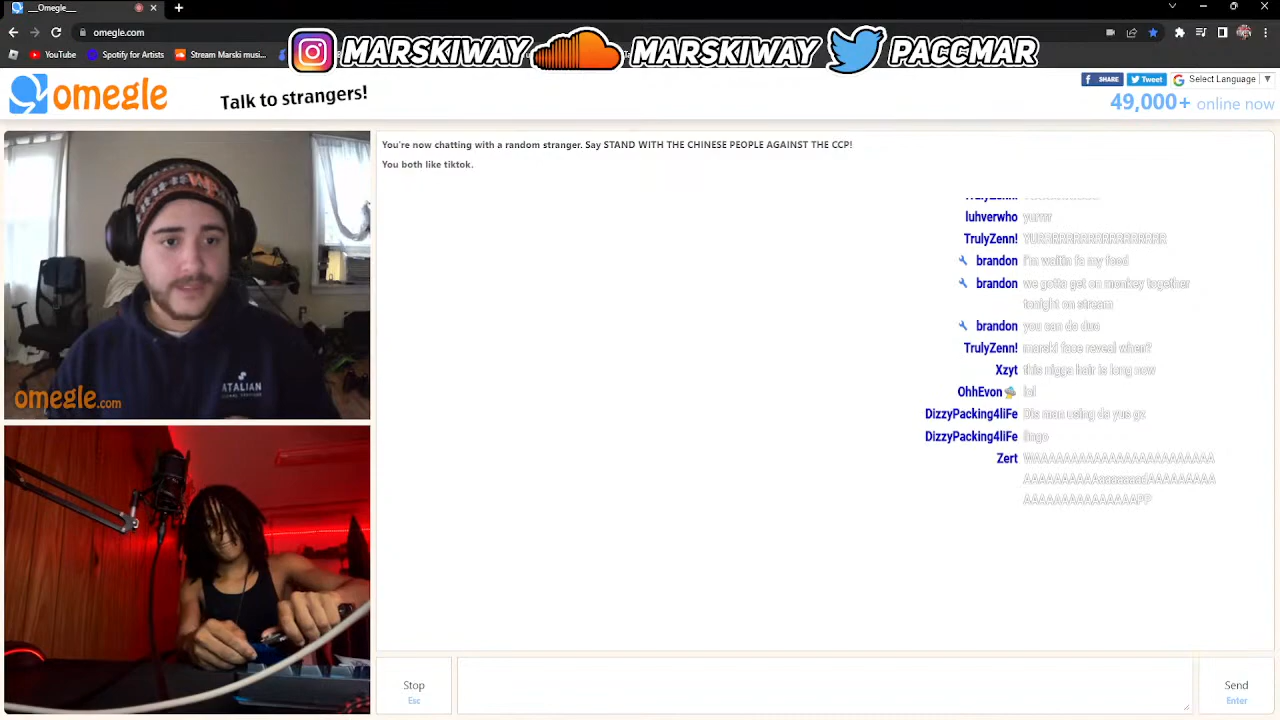 __Omegle__
omegle.com
YouTube
Spotify for Artists
Stream Marski music...
MARSKIWAY MARSKIWAY PACCMAR
omegle Talk to strangers!
SHARE Tweet Select Language
49,000+ online now
You're now chatting with a random stranger. Say STAND WITH THE CHINESE PEOPLE AGAINST THE CCP!
You both like tiktok.
luhverwho yurrr
TrulyZenn!
brandon I'm waitin fa my food
brandon we gotta get on monkey together
tonight on stream
brandon you can do duo
TrulyZenn! marski face reveal when?
Xzyt this nigga hair is long now
OhhEvon lol
DizzyPacking4liFe Dis man using da yus gz
DizzyPacking4liFe lingo
Zert
omegle.com
ATALIAN
Stop
Esc
Send
Enter